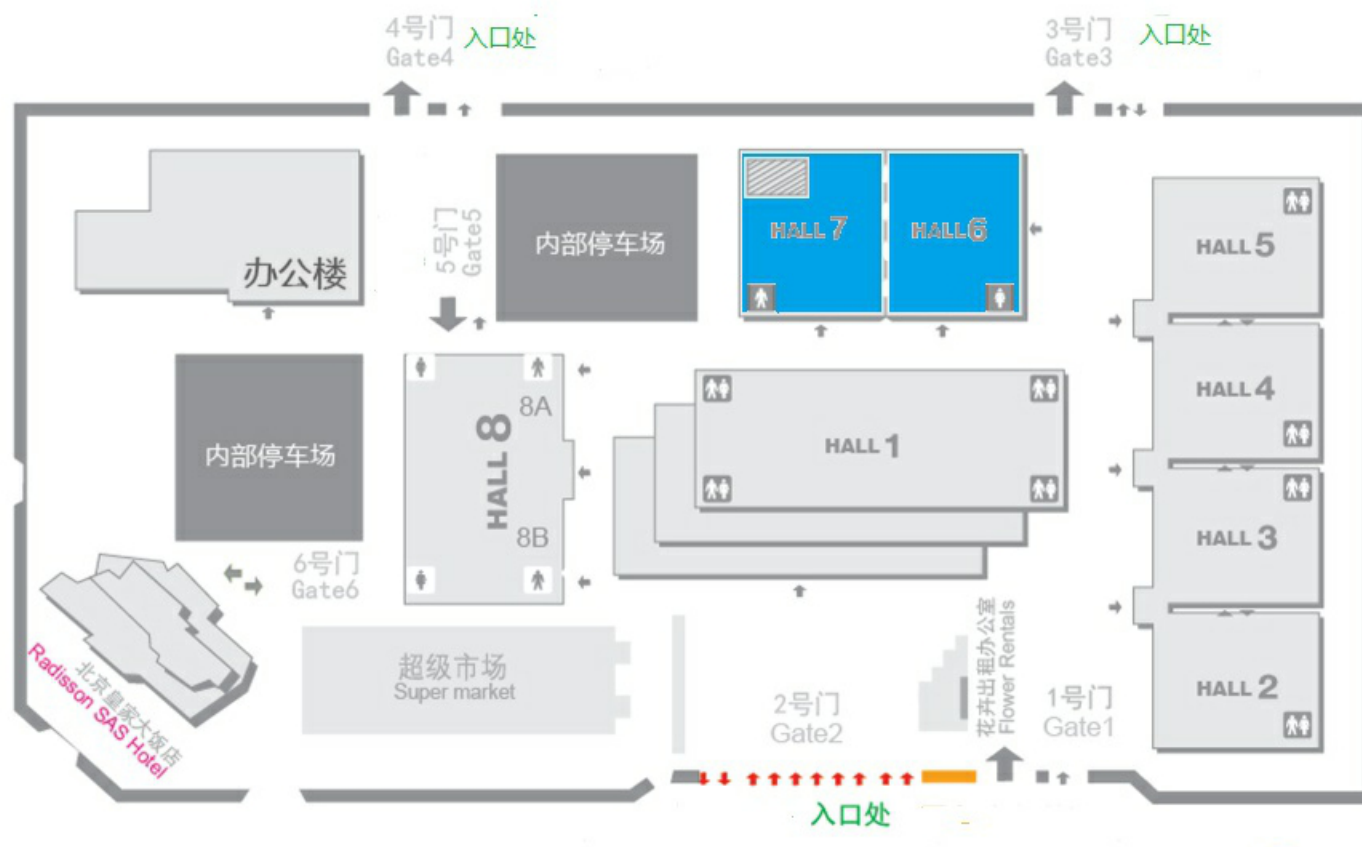 4号门
Gate4
入口处
3号门
Gate3
入口处
5号门
Gate5
内部停车场
HALL 7
HALL 6
HALL 5
办公楼
HALL 4
内部停车场
8A
HALL 8
8B
HALL 1
HALL 3
6号门
Gate6
北京皇家大饭店
Radisson SAS Hotel
超级市场
Super market
2号门
Gate2
花卉出租办公室
Flower Rentals
1号门
Gate1
HALL 2
入口处